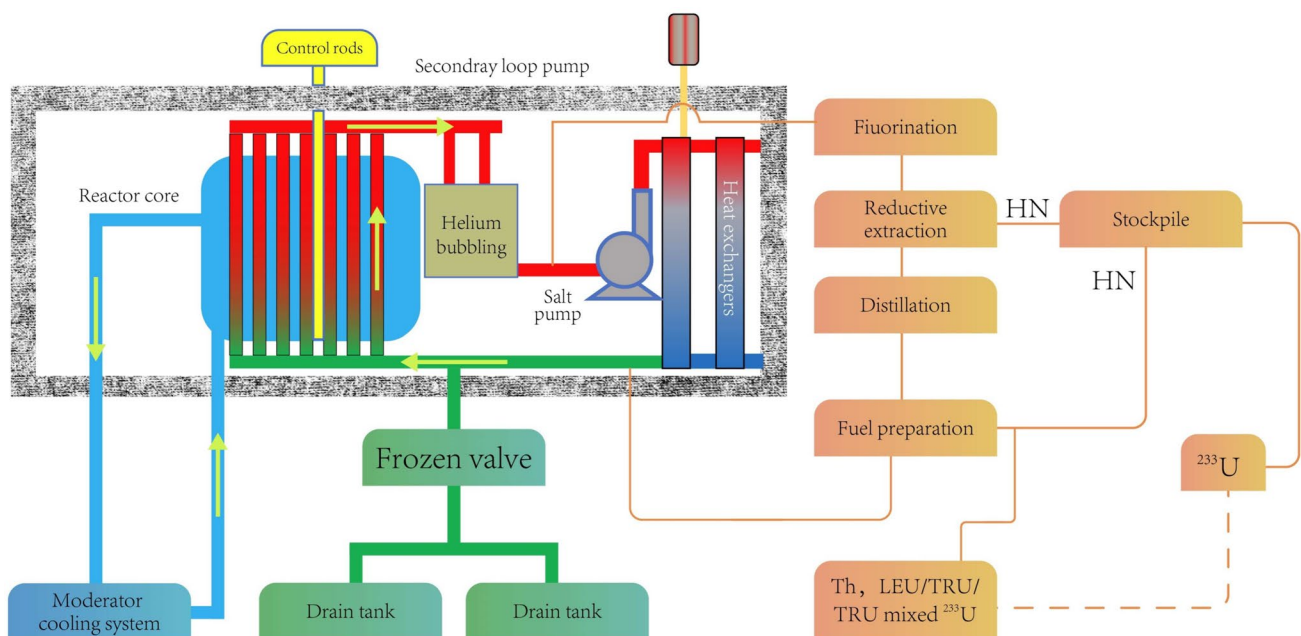 Control rods
Secondray loop pump
Reactor core
Helium
bubbling
Salt
pump
Heat exchangers
Fiuorination
Reductive
extraction
HN
Stockpile
HN
Distillation
Fuel preparation
Frozen valve
²³³U
Moderator
cooling system
Drain tank
Drain tank
Th, LEU/TRU/
TRU mixed ²³³U